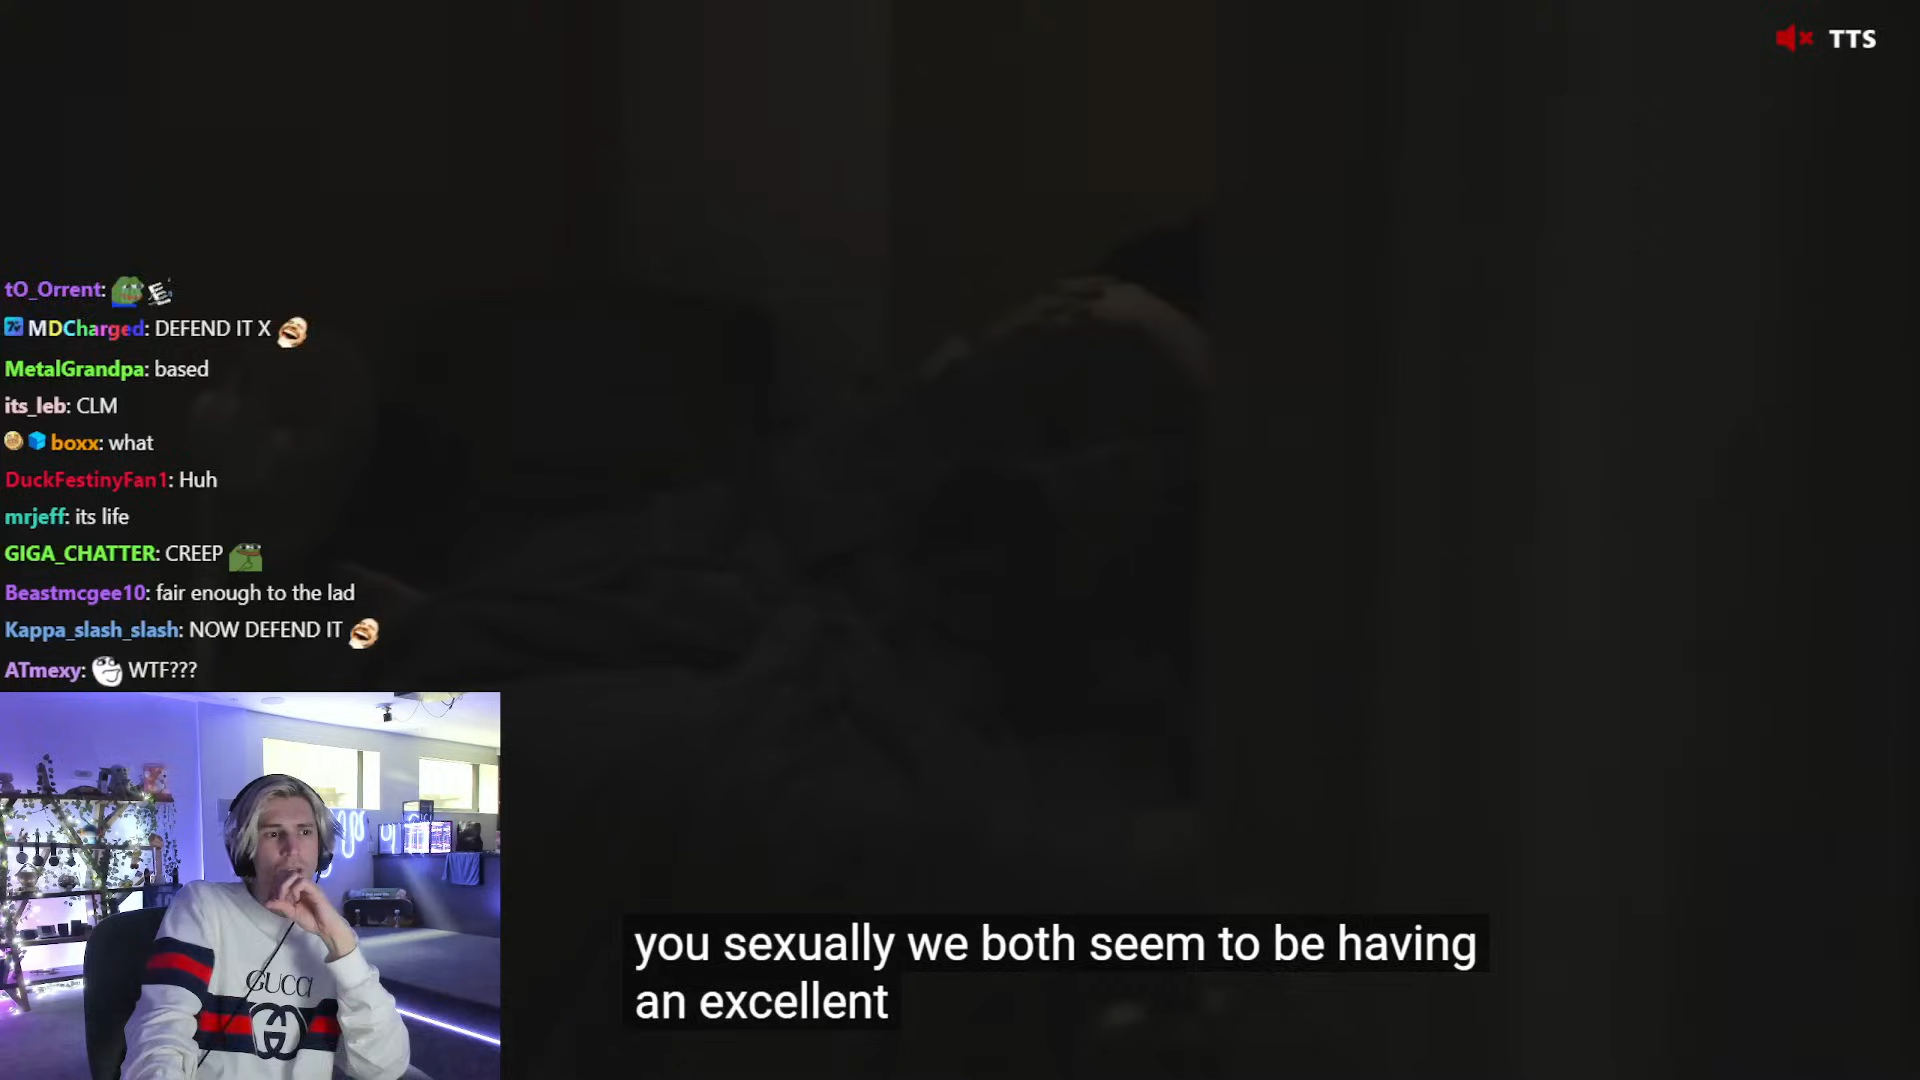 TTS
tO_Orrent:
MDCharged: DEFEND IT X
MetalGrandpa: based
its_leb: CLM
boxx: what
DuckFestinyFan1: Huh
mrjeff: its life
GIGA_CHATTER: CREEP
Beastmcgee10: fair enough to the lad
Kappa_slash_slash: NOW DEFEND IT
ATmexy: WTF???
GUCCI
you sexually we both seem to be having
an excellent